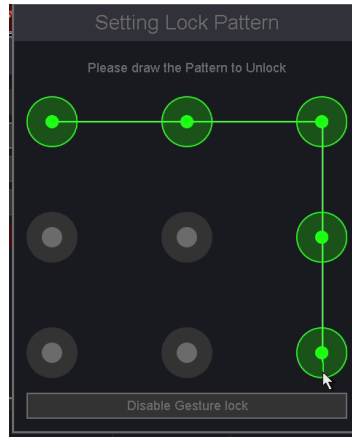 Setting Lock Pattern
Please draw the Pattern to Unlock
Disable Gesture lock